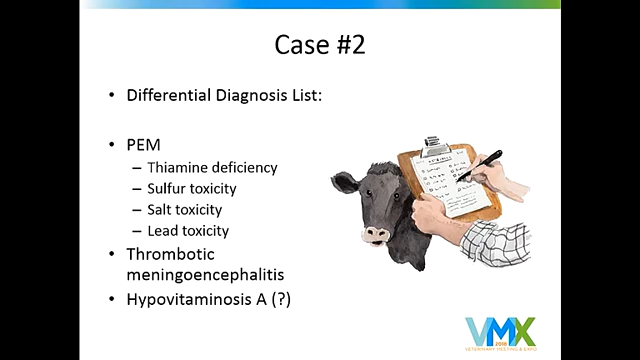 Case #2
• Differential Diagnosis List:
• PEM
– Thiamine deficiency
– Sulfur toxicity
– Salt toxicity
– Lead toxicity
• Thrombotic
meningoencephalitis
• Hypovitaminosis A (?)
VMX
2018
VETERINARY MEETING & EXPO